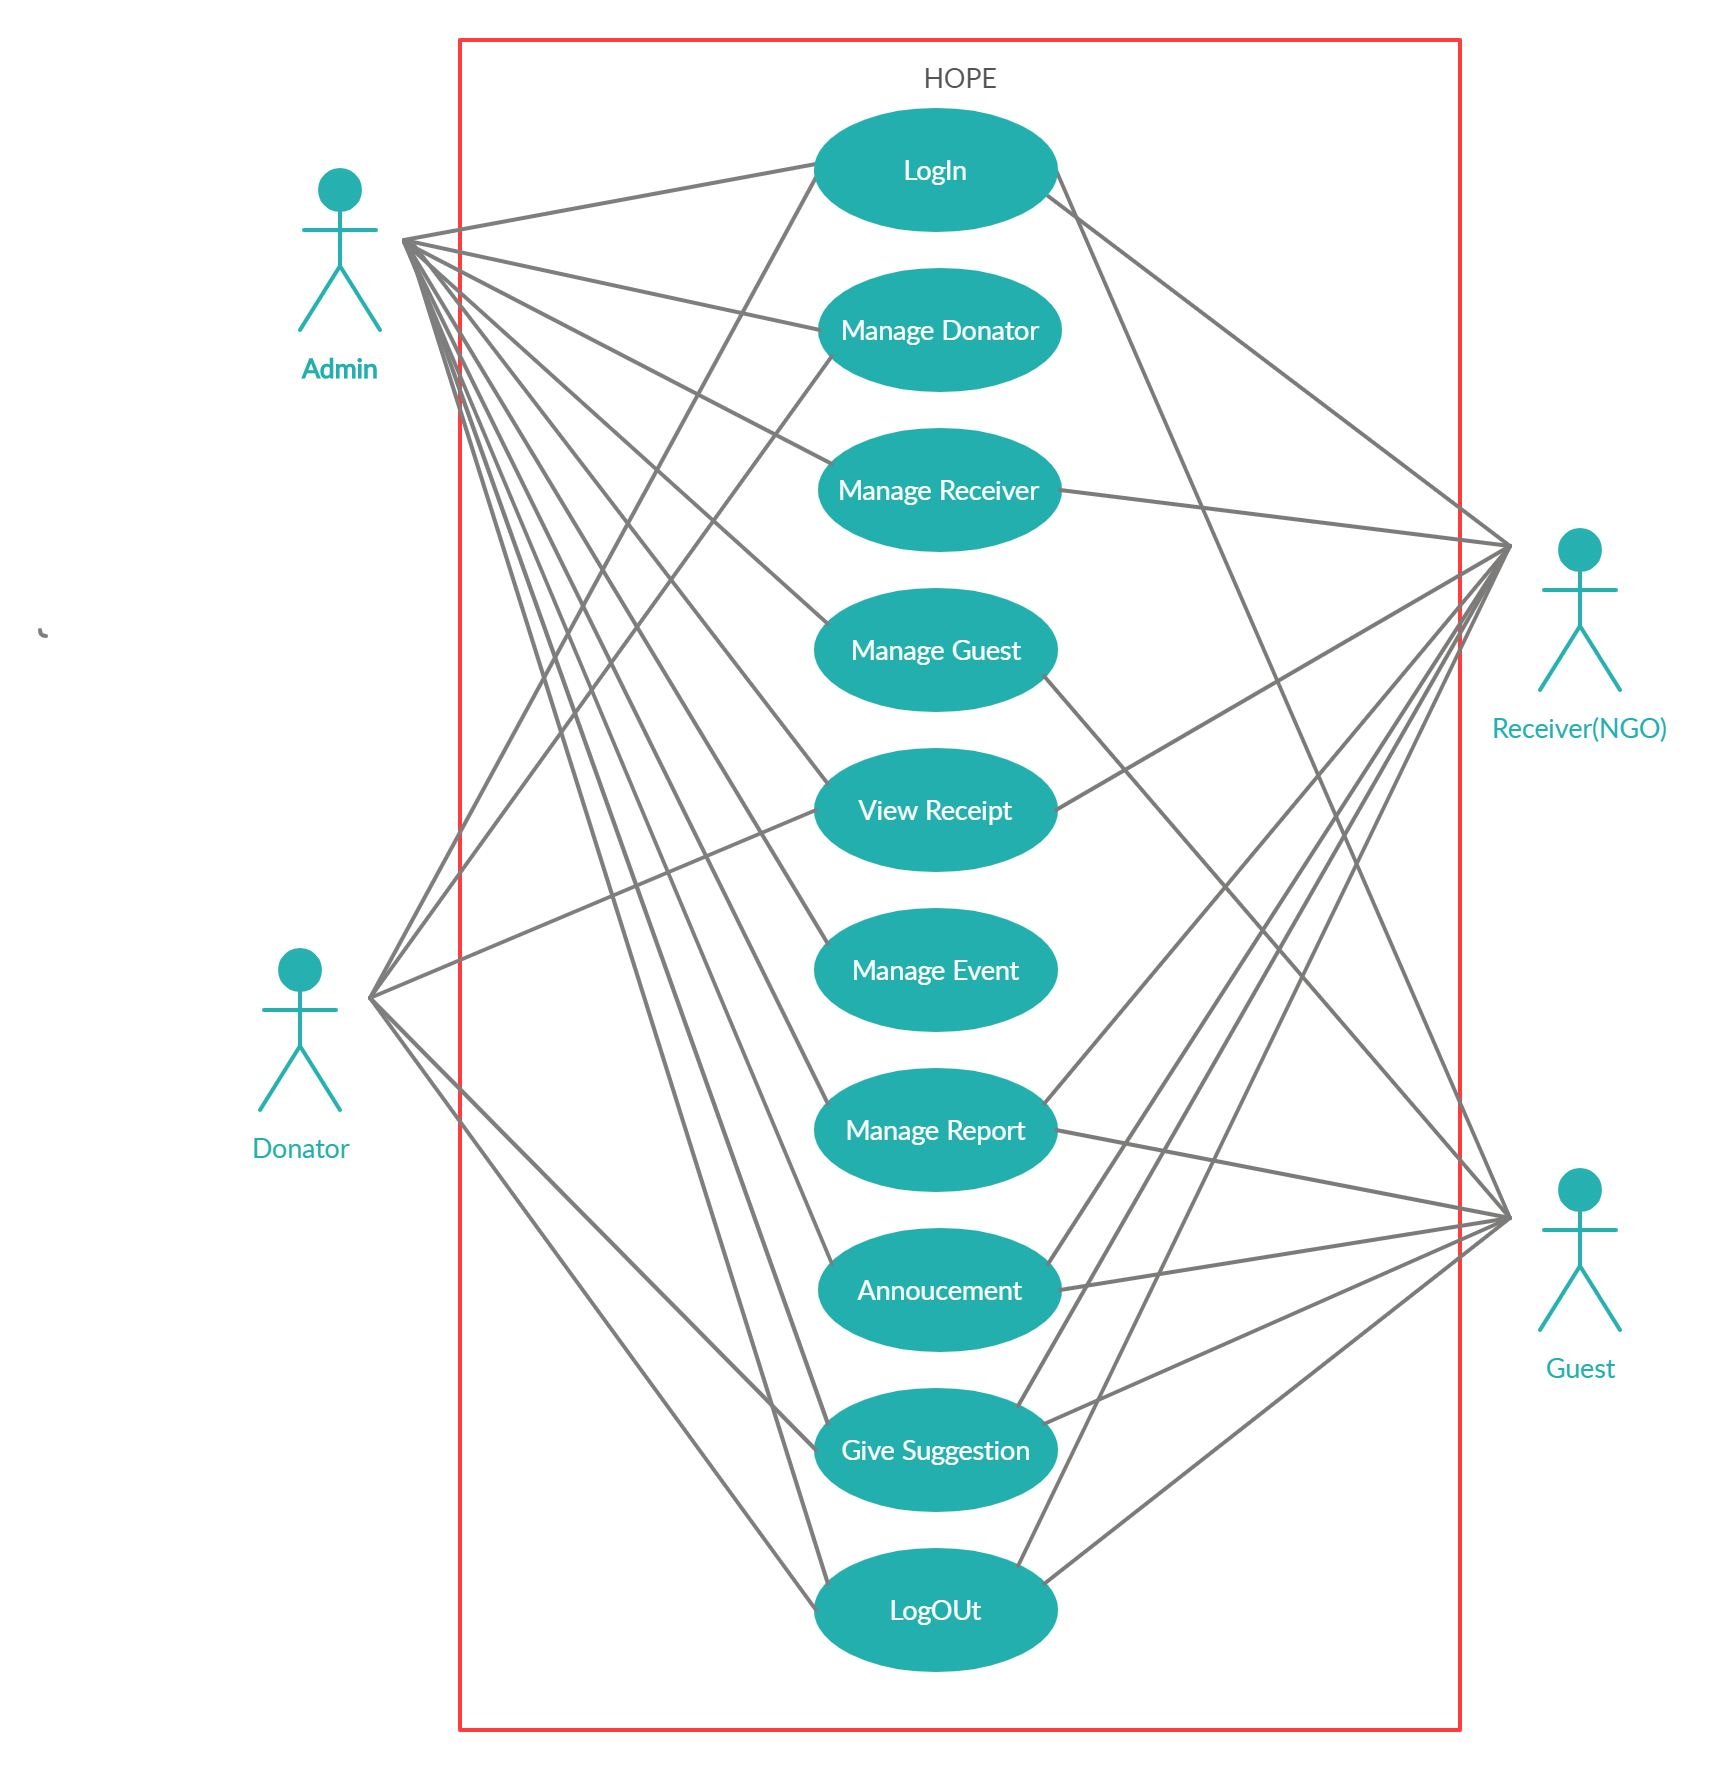 HOPE
LogIn
Manage Donator
Admin
Manage Receiver
Manage Guest
Receiver(NGO)
View Receipt
Manage Event
Manage Report
Donator
Annoucement
Guest
Give Suggestion
LogOUt